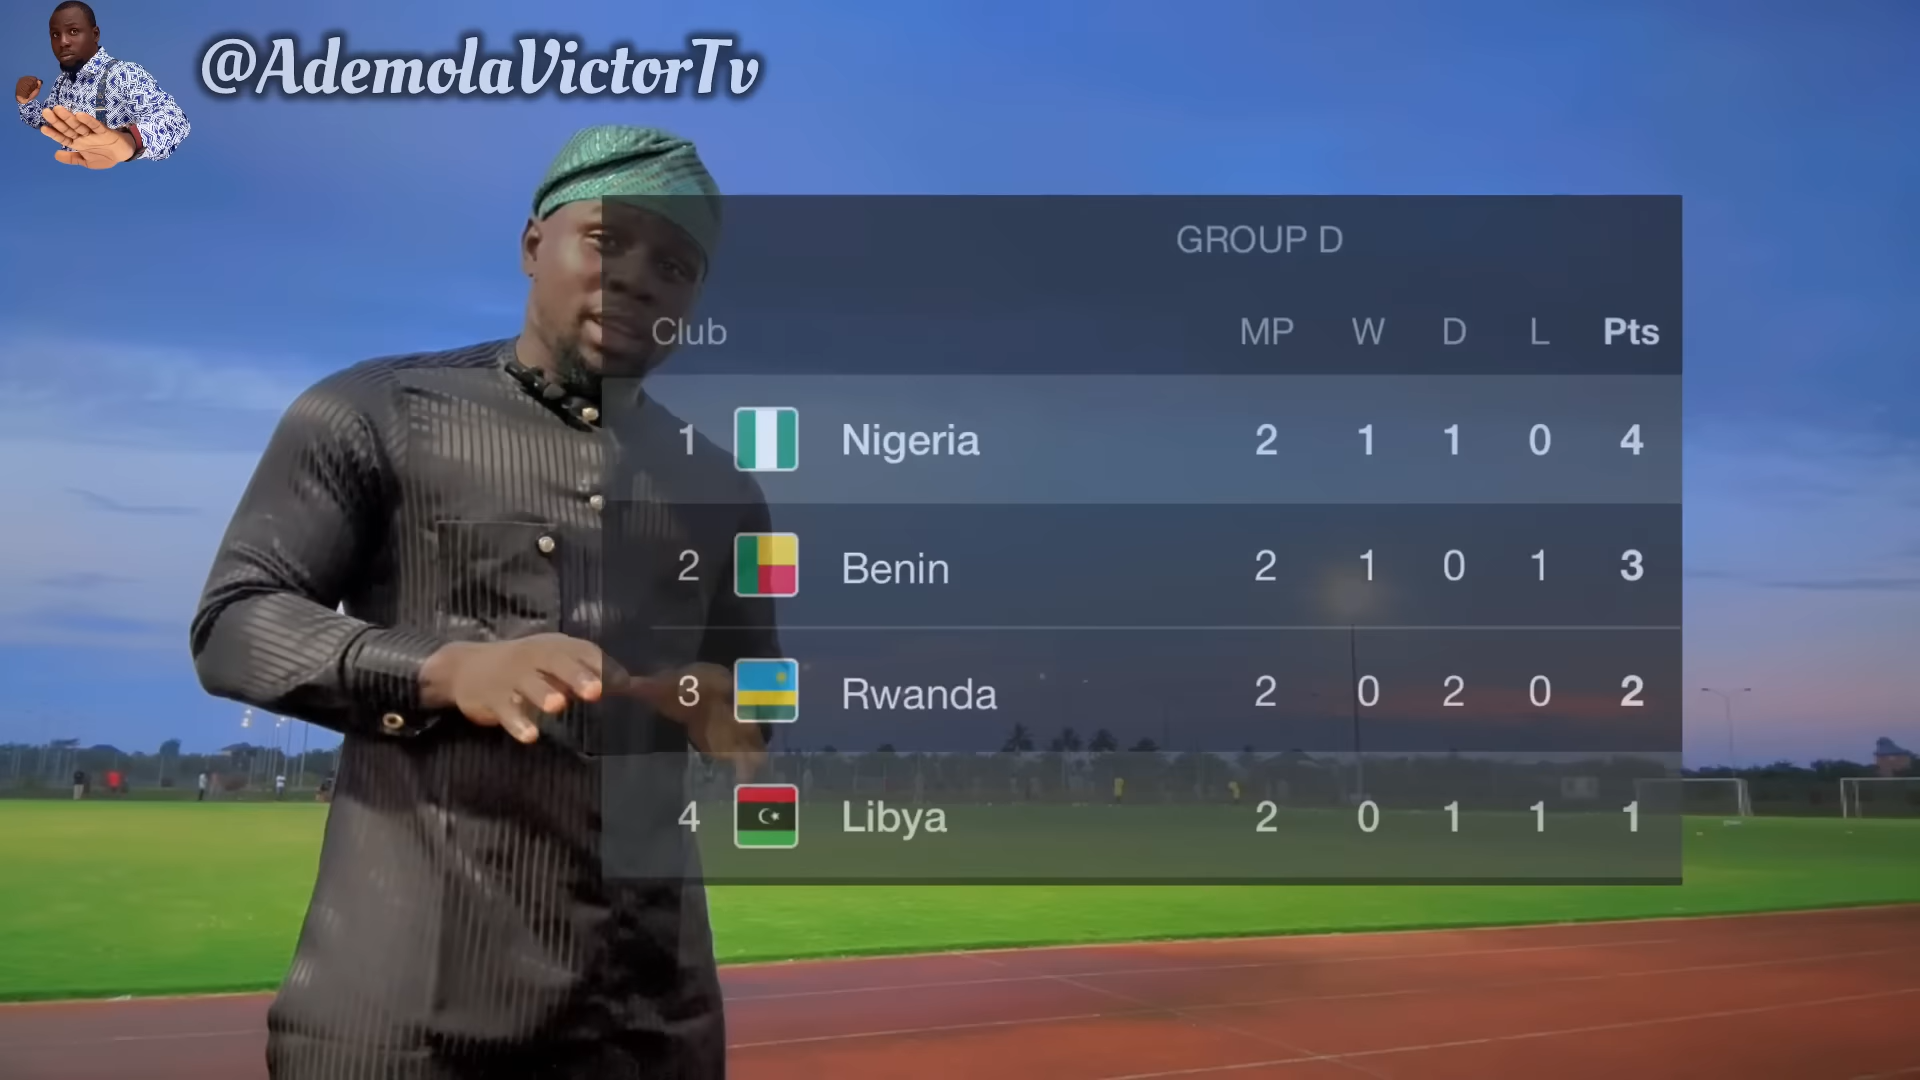 @AdemolaVictorTv
GROUP D
Club MP W D L Pts
1 Nigeria 2 1 1 0 4
2 Benin 2 1 0 1 3
3 Rwanda 2 0 2 0 2
4 Libya 2 0 1 1 1